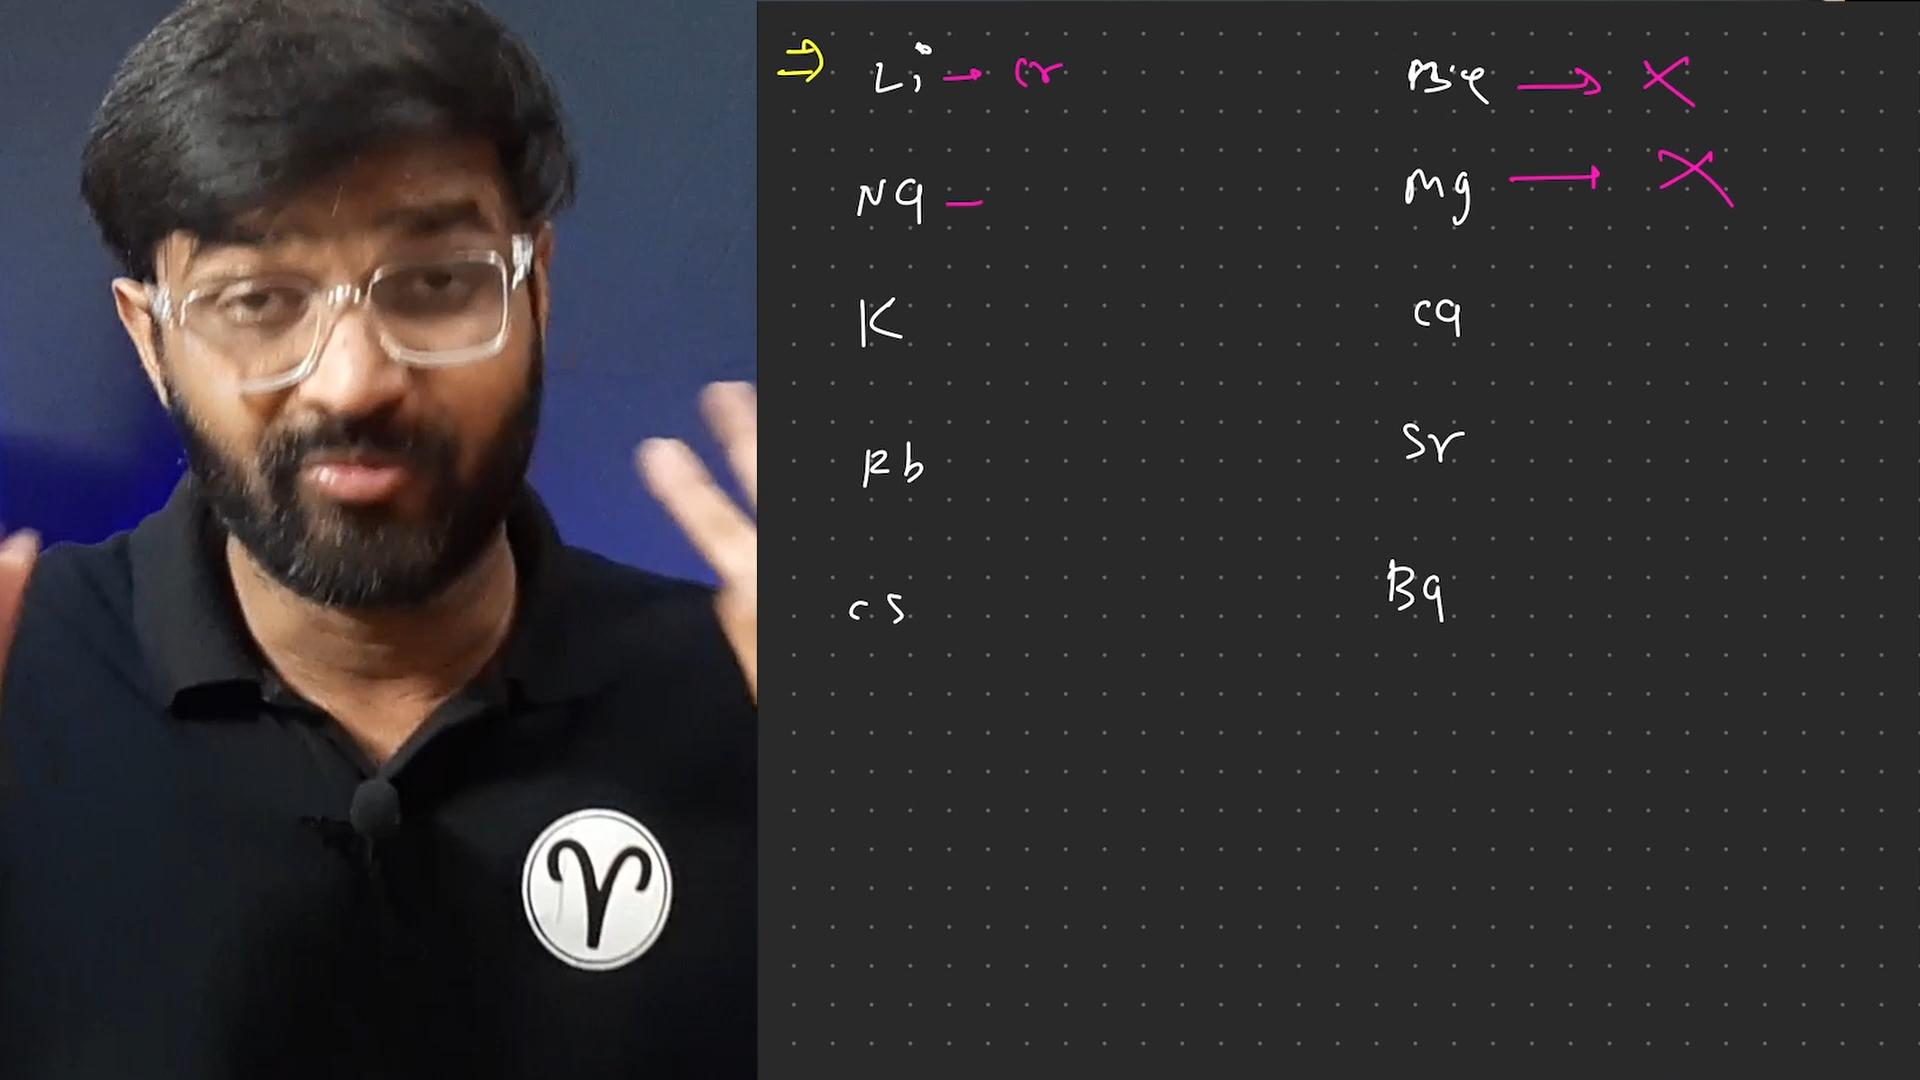 ⇒ Li → Cr
Be → X
Na –
Mg → X
K
Ca
Rb
Sr
Cs
Ba